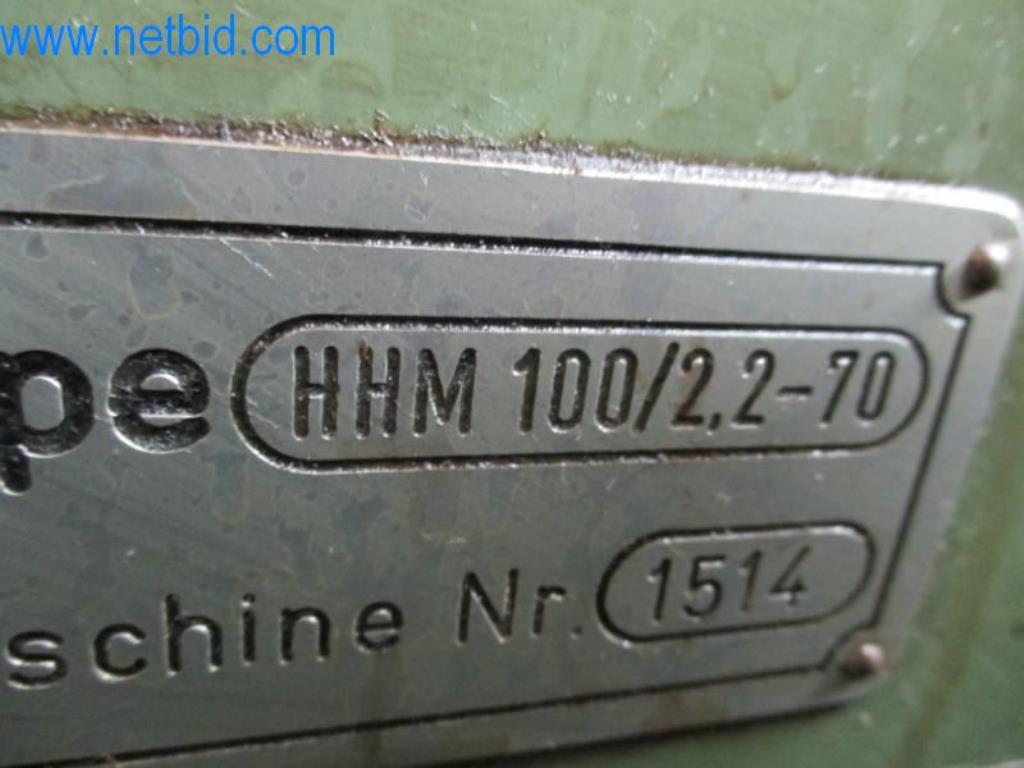 www.netbid.com
pe HHM 100/2,2-70
schine Nr. 1514